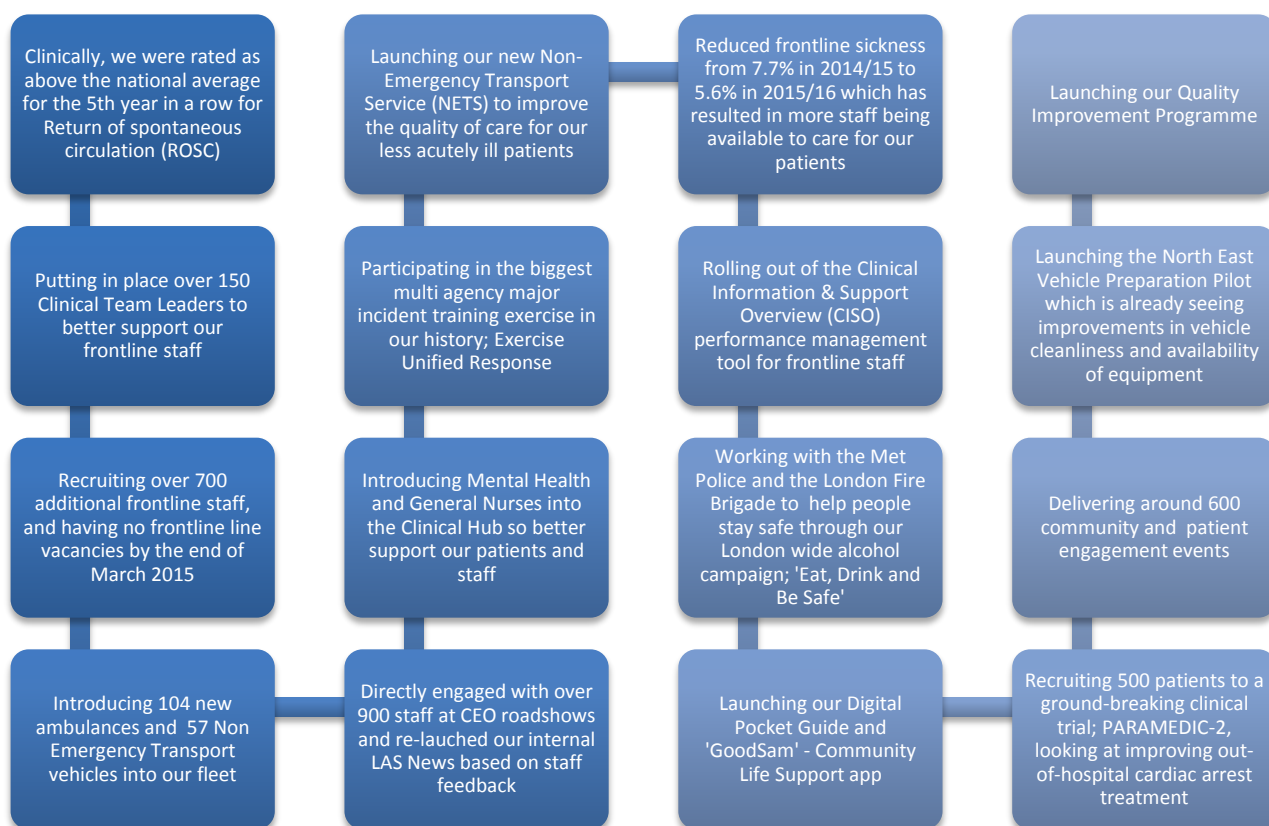 Clinically, we were rated as
above the national average
for the 5th year in a row for
Return of spontaneous
circulation (ROSC)
Putting in place over 150
Clinical Team Leaders to
better support our
frontline staff
Recruiting over 700
additional frontline staff,
and having no frontline line
vacancies by the end of
March 2015
Introducing 104 new
ambulances and 57 Non
Emergency Transport
vehicles into our fleet
Directly engaged with over
900 staff at CEO roadshows
and re-lauched our internal
LAS News based on staff
feedback
Introducing Mental Health
and General Nurses into
the Clinical Hub so better
support our patients and
staff
Participating in the biggest
multi agency major
incident training exercise in
our history; Exercise
Unified Response
Launching our new Non-
Emergency Transport
Service (NETS) to improve
the quality of care for our
less acutely ill patients
Reduced frontline sickness
from 7.7% in 2014/15 to
5.6% in 2015/16 which has
resulted in more staff being
available to care for our
patients
Rolling out of the Clinical
Information & Support
Overview (CISO)
performance management
tool for frontline staff
Working with the Met
Police and the London Fire
Brigade to help people
stay safe through our
London wide alcohol
campaign; 'Eat, Drink and
Be Safe'
Launching our Digital
Pocket Guide and
'GoodSam' - Community
Life Support app
Recruiting 500 patients to a
ground-breaking clinical
trial; PARAMEDIC-2,
looking at improving out-
of-hospital cardiac arrest
treatment
Delivering around 600
community and patient
engagement events
Launching the North East
Vehicle Preparation Pilot
which is already seeing
improvements in vehicle
cleanliness and availability
of equipment
Launching our Quality
Improvement Programme